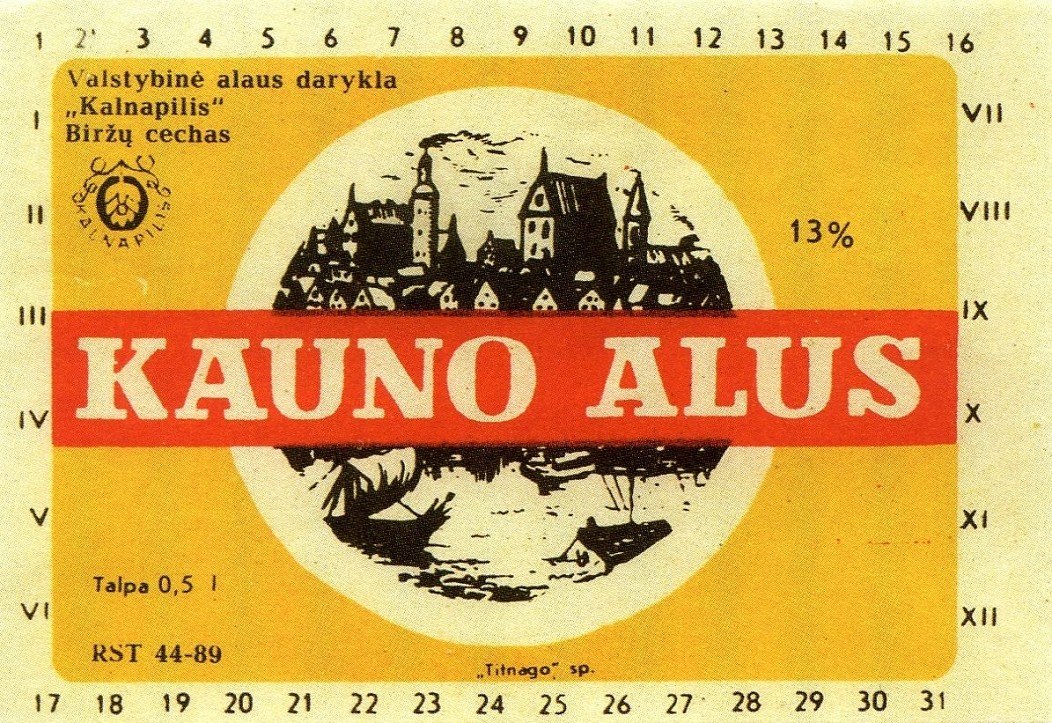 1 2 3 4 5 6 7 8 9 10 11 12 13 14 15 16
Valstybinė alaus darykla
„Kalnapilis“
Biržų cechas
KALNAPILIS
13%
I
II
III
IV
V
VI
VII
VIII
IX
X
XI
XII
KAUNO ALUS
Talpa 0,5 l
RST 44-89
„Titnago“ sp.
17 18 19 20 21 22 23 24 25 26 27 28 29 30 31